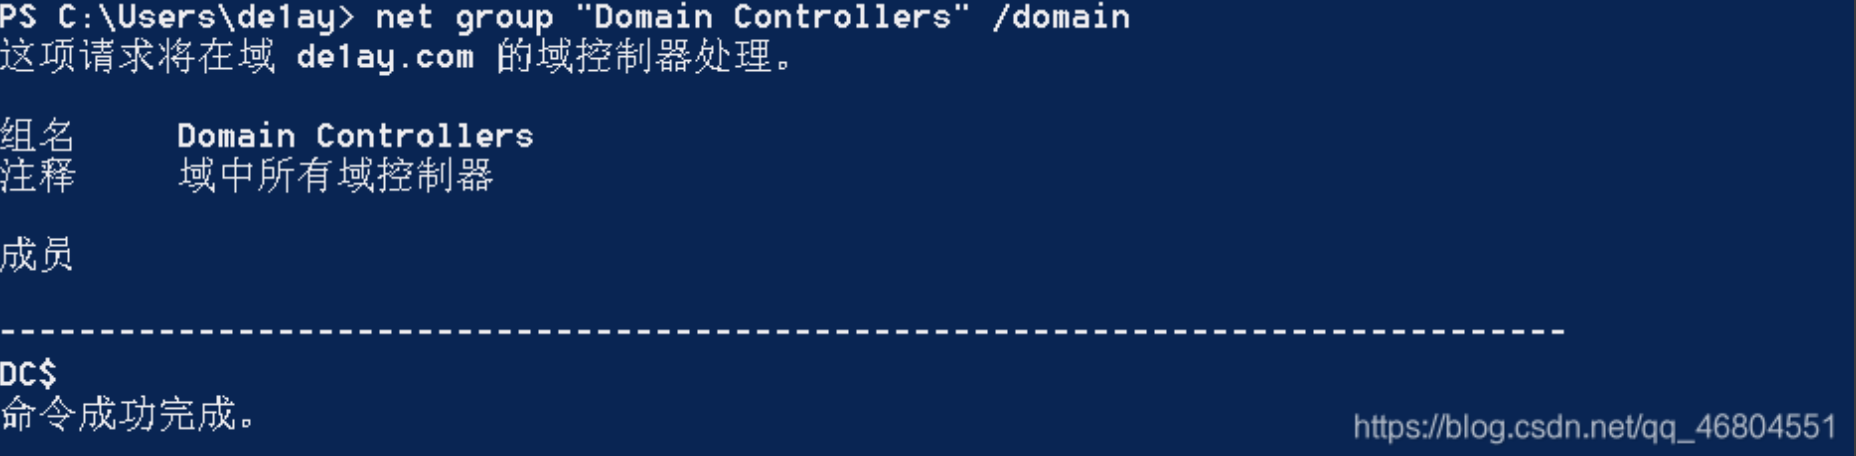 PS C:\Users\de1ay> net group "Domain Controllers" /domain
这项请求将在域 de1ay.com 的域控制器处理。
组名 Domain Controllers
注释 域中所有域控制器
成员
-------------------------------------------------------------------------------
DC$
命令成功完成。
https://blog.csdn.net/qq_46804551